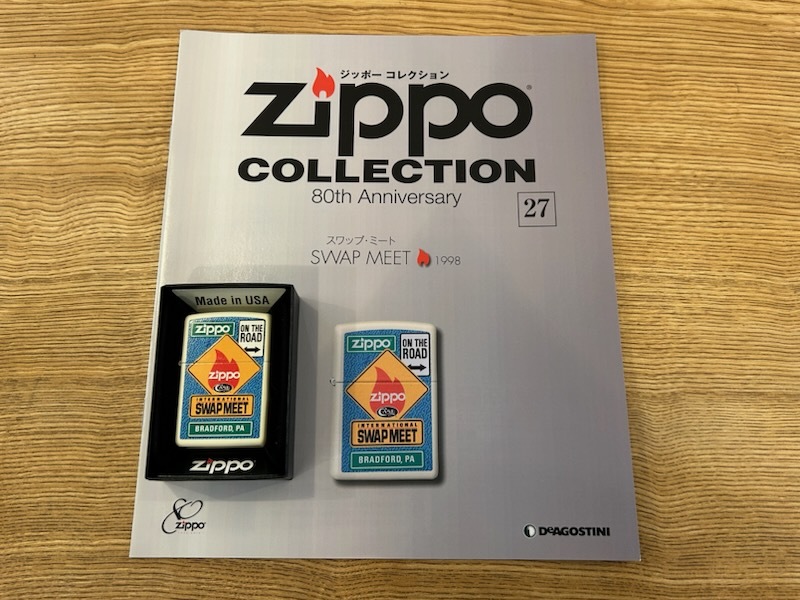 ジッポー コレクション
Zippo®
COLLECTION
80th Anniversary
27
スワップ・ミート
SWAP MEET 1998
Made in USA
zippo
ON THE
ROAD
zippo
INTERNATIONAL
SWAP MEET
BRADFORD, PA
zippo
zippo
ON THE
ROAD
zippo
INTERNATIONAL
SWAP MEET
BRADFORD, PA
80
zippo
DeAGOSTINI